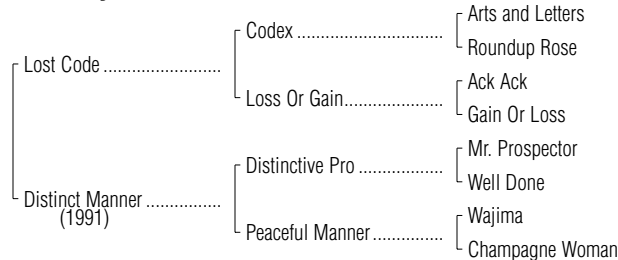 Arts and Letters
Codex ....................................
Roundup Rose
Lost Code .........................
Ack Ack
Loss Or Gain.....................
Gain Or Loss
Mr. Prospector
Distinctive Pro ..................
Well Done
Distinct Manner ................
(1991)
Wajima
Peaceful Manner...............
Champagne Woman